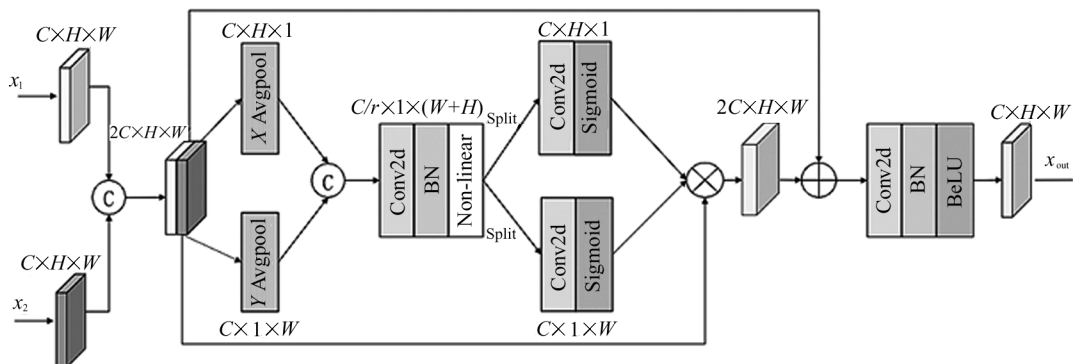 C×H×W
x1
C×H×W
x2
C
2C×H×W
C×H×1
X Avgpool
Y Avgpool
C×1×W
C
C/r×1×(W+H)
Conv2d
BN
Non-linear
Split
Split
C×H×1
Conv2d
Sigmoid
Conv2d
Sigmoid
C×1×W
2C×H×W
Conv2d
BN
BeLU
C×H×W
xout